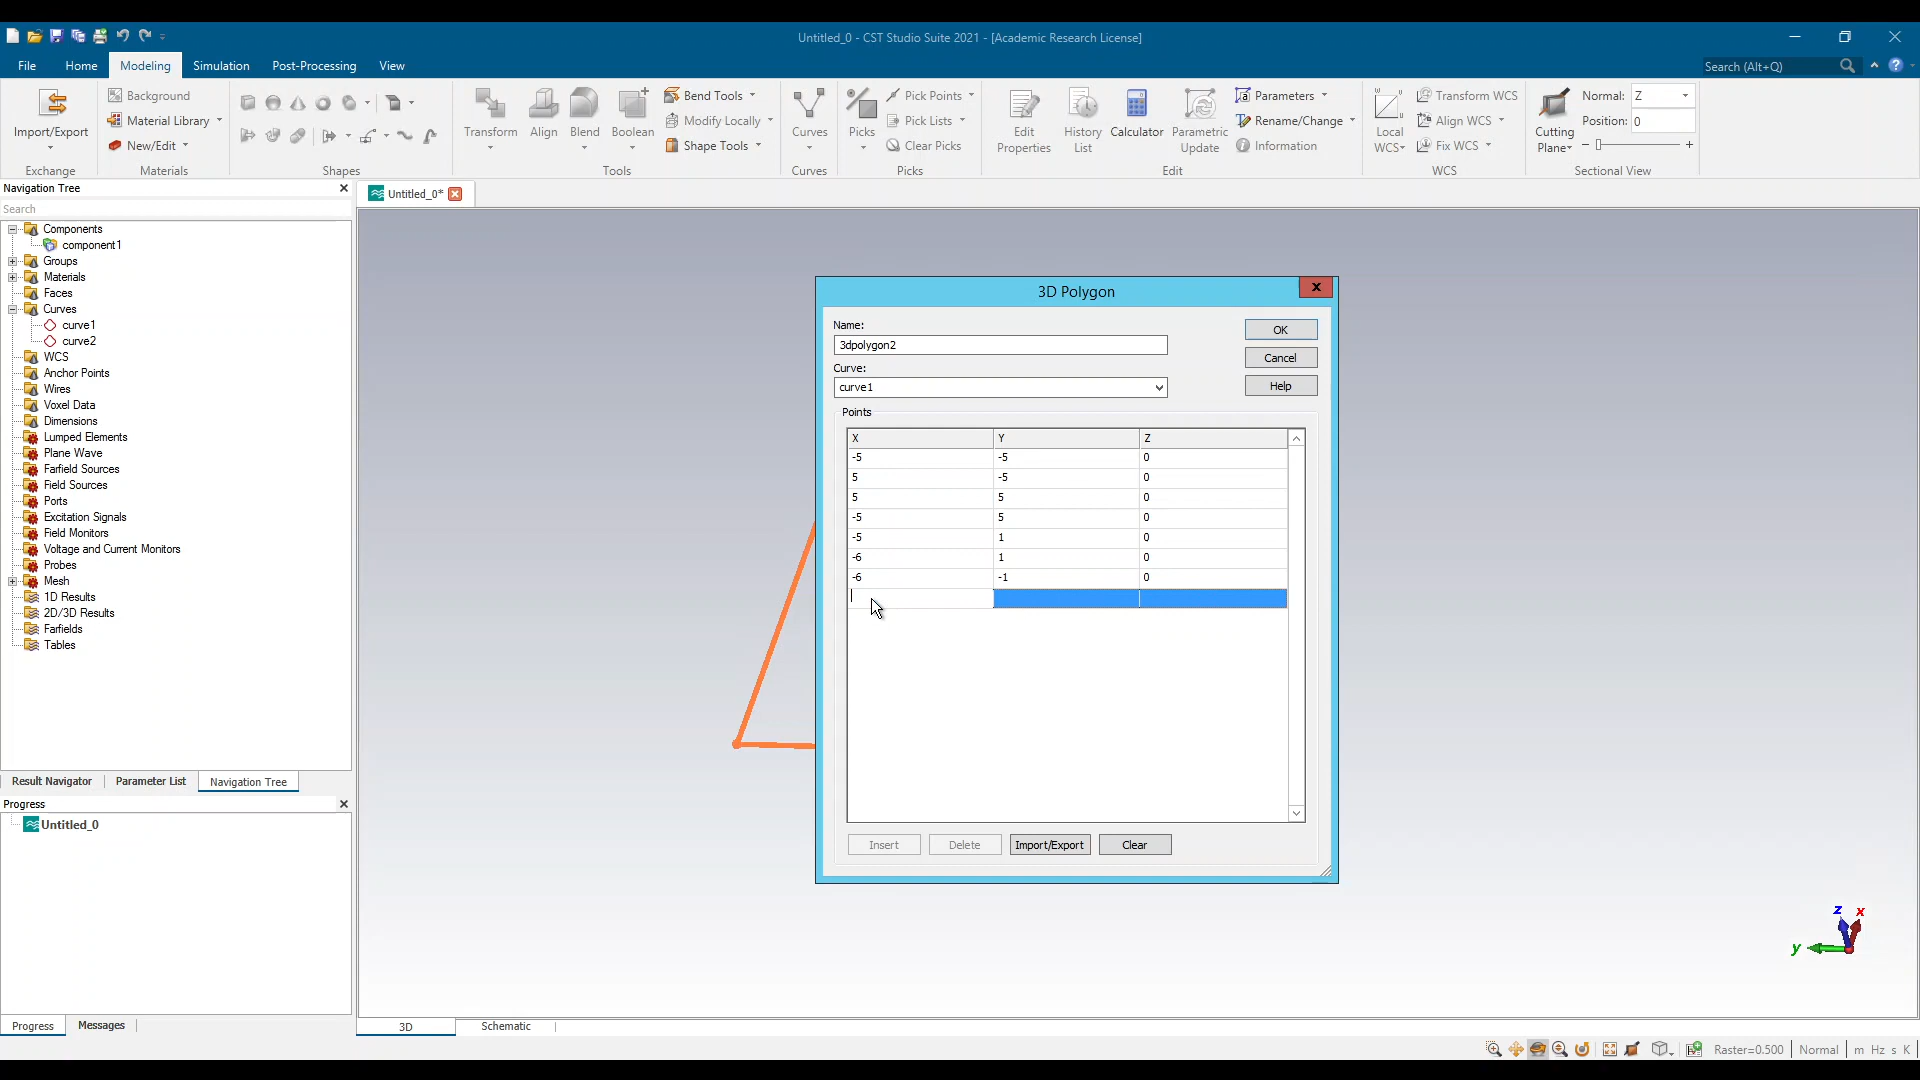 Untitled_0 - CST Studio Suite 2021 - [Academic Research License]
File Home Modeling Simulation Post-Processing View
Search (Alt+Q)
Import/Export
Exchange
Background
Material Library
New/Edit
Materials
Shapes
Transform
Align
Blend
Boolean
Bend Tools
Modify Locally
Shape Tools
Tools
Curves
Curves
Picks
Pick Points
Pick Lists
Clear Picks
Picks
Edit
Properties
History
List
Calculator
Parametric
Update
Parameters
Rename/Change
Information
Edit
Local
WCS
Transform WCS
Align WCS
Fix WCS
WCS
Cutting
Plane
Normal: Z
Position: 0
Sectional View
Navigation Tree
Search
Components
component1
Groups
Materials
Faces
Curves
curve1
curve2
WCS
Anchor Points
Wires
Voxel Data
Dimensions
Lumped Elements
Plane Wave
Farfield Sources
Field Sources
Ports
Excitation Signals
Field Monitors
Voltage and Current Monitors
Probes
Mesh
1D Results
2D/3D Results
Farfields
Tables
Result Navigator Parameter List Navigation Tree
Progress
Untitled_0
Progress Messages
Untitled_0*
3D Polygon
x
Name:
3dpolygon2
Curve:
curve1
OK
Cancel
Help
Points
X Y Z
-5 -5 0
5 -5 0
5 5 0
-5 5 0
-5 1 0
-6 1 0
-6 -1 0
Insert Delete Import/Export Clear
z x
y
3D Schematic
Raster=0.500 Normal m Hz s K